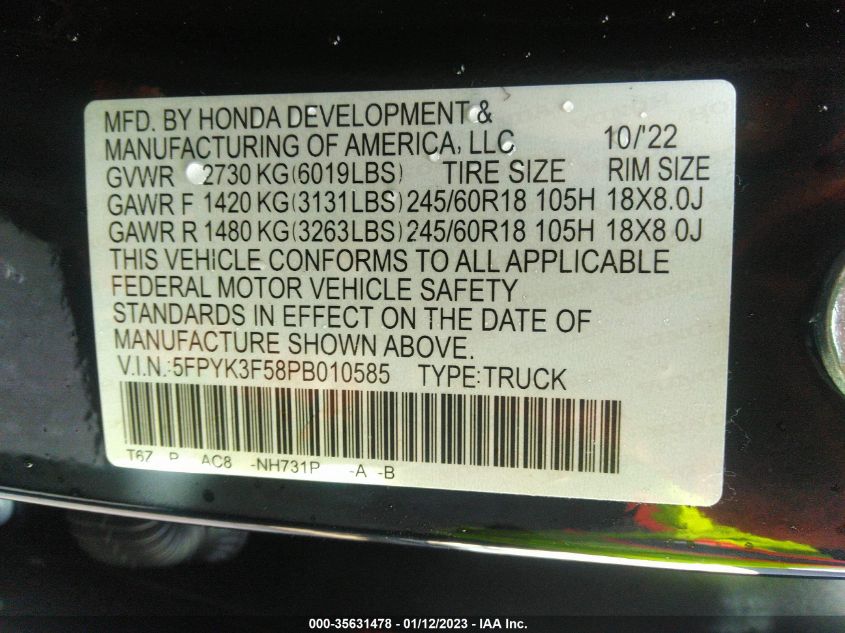 MFD. BY HONDA DEVELOPMENT &
MANUFACTURING OF AMERICA, LLC 10/'22
GVWR 2730 KG(6019LBS) TIRE SIZE RIM SIZE
GAWR F 1420 KG(3131LBS) 245/60R18 105H 18X8.0J
GAWR R 1480 KG(3263LBS) 245/60R18 105H 18X8 0J
THIS VEHICLE CONFORMS TO ALL APPLICABLE
FEDERAL MOTOR VEHICLE SAFETY
STANDARDS IN EFFECT ON THE DATE OF
MANUFACTURE SHOWN ABOVE.
V.I.N.:5FPYK3F58PB010585 TYPE:TRUCK
T6Z P AC8 -NH731P -A -B
000-35631478 - 01/12/2023 - IAA Inc.